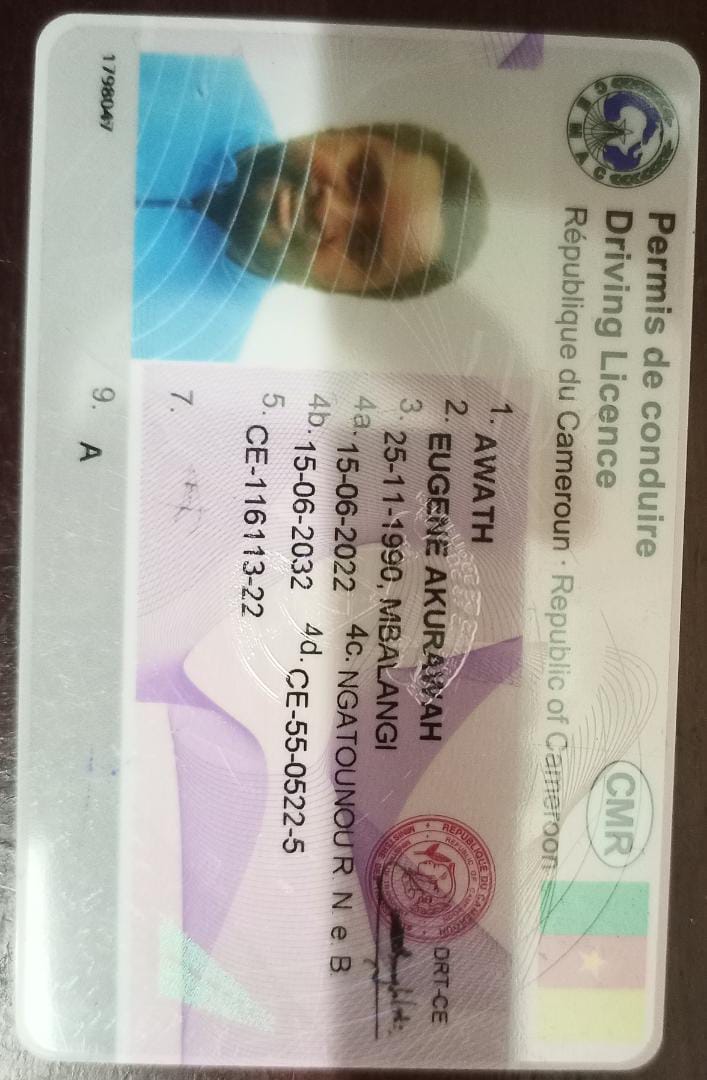 Permis de conduire
Driving Licence
République du Cameroun · Republic of Cameroon
CMR
CEMAC
1. AWATH
2. EUGENE AKURAWAH
3. 25-11-1990, MBALANGI
4a. 15-06-2022 4c. NGATOUNOU R. N. e. B.
4b. 15-06-2032 4d. CE-55-0522-5
5. CE-116113-22
7.
9. A
DRT-CE
REPUBLIQUE DU CAMEROUN
1798047